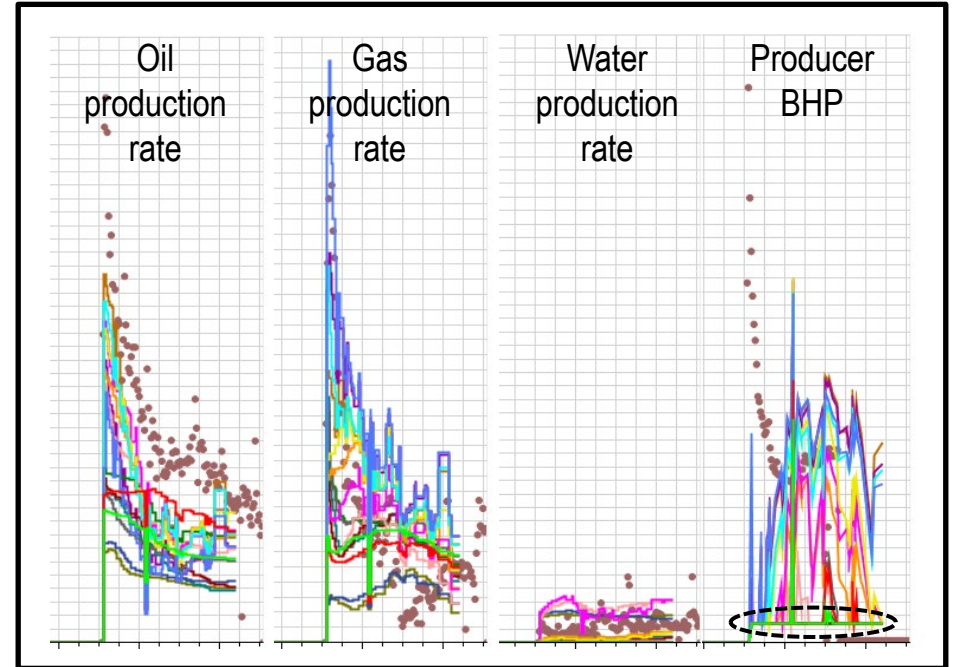 Oil
production
rate
Gas
production
rate
Water
production
rate
Producer
BHP